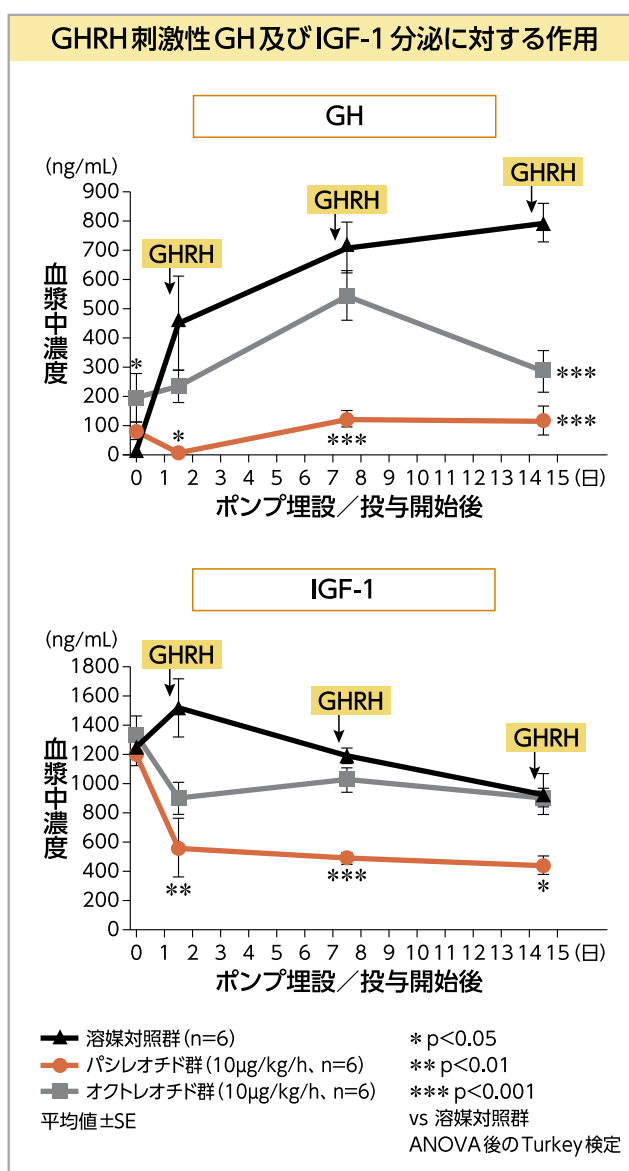 GHRH刺激性GH及びIGF-1分泌に対する作用
GH
(ng/mL)
900
800
700
600
500
400
300
200
100
0
血漿中濃度
GHRH
GHRH
GHRH
*
*
***
***
***
0 1 2 3 4 5 6 7 8 9 10 11 12 13 14 15 (日)
ポンプ埋設／投与開始後
IGF-1
(ng/mL)
1800
1600
1400
1200
1000
800
600
400
200
0
血漿中濃度
GHRH
GHRH
GHRH
**
***
*
0 1 2 3 4 5 6 7 8 9 10 11 12 13 14 15 (日)
ポンプ埋設／投与開始後
溶媒対照群(n=6)
パシレオチド群(10μg/kg/h、n=6)
オクトレオチド群(10μg/kg/h、n=6)
平均値±SE
* p<0.05
** p<0.01
*** p<0.001
vs 溶媒対照群
ANOVA後のTurkey検定